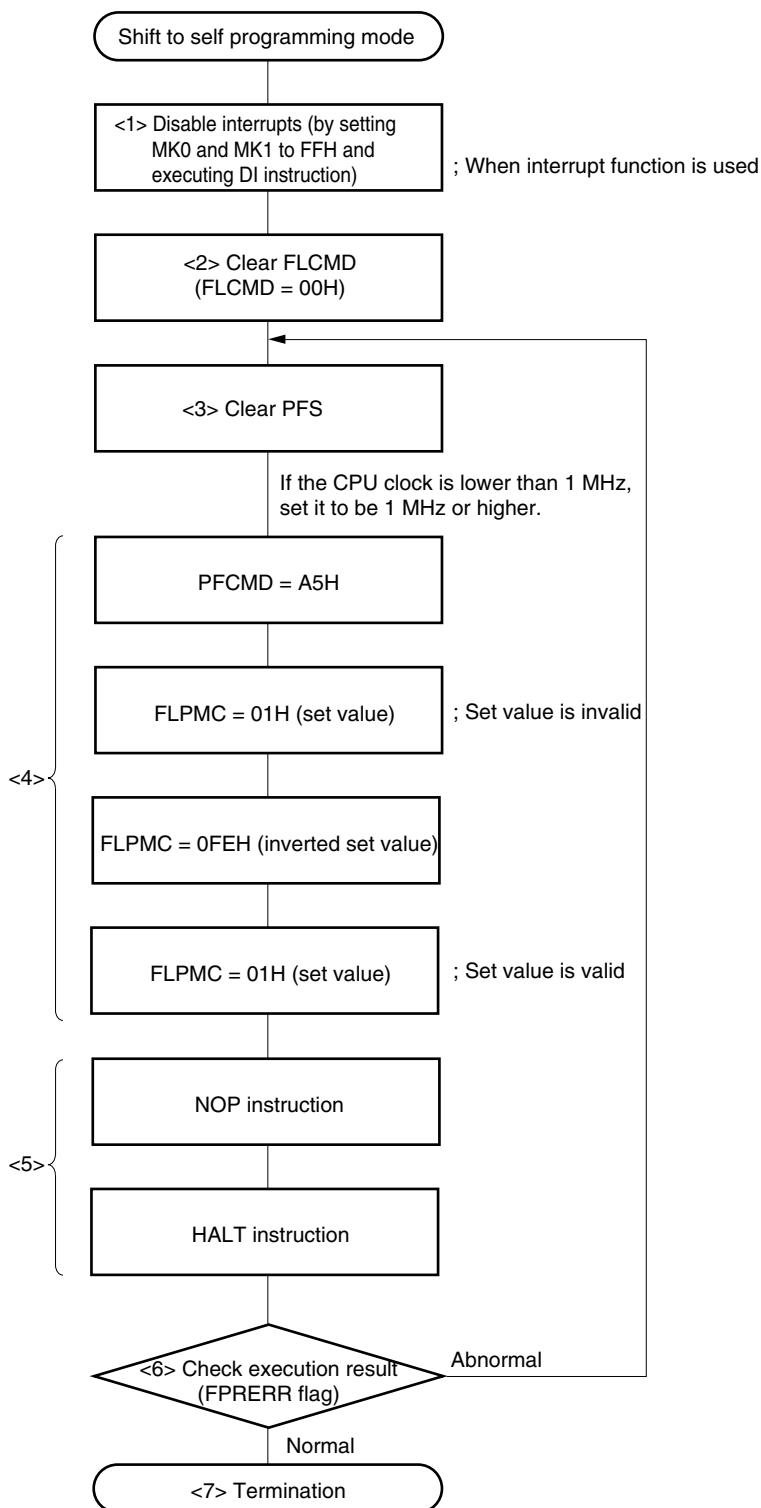 Shift to self programming mode
<1> Disable interrupts (by setting
MK0 and MK1 to FFH and
executing DI instruction)
; When interrupt function is used
<2> Clear FLCMD
(FLCMD = 00H)
<3> Clear PFS
If the CPU clock is lower than 1 MHz,
set it to be 1 MHz or higher.
PFCMD = A5H
FLPMC = 01H (set value)
; Set value is invalid
<4>
FLPMC = 0FEH (inverted set value)
FLPMC = 01H (set value)
; Set value is valid
NOP instruction
<5>
HALT instruction
<6> Check execution result
(FPRERR flag)
Abnormal
Normal
<7> Termination